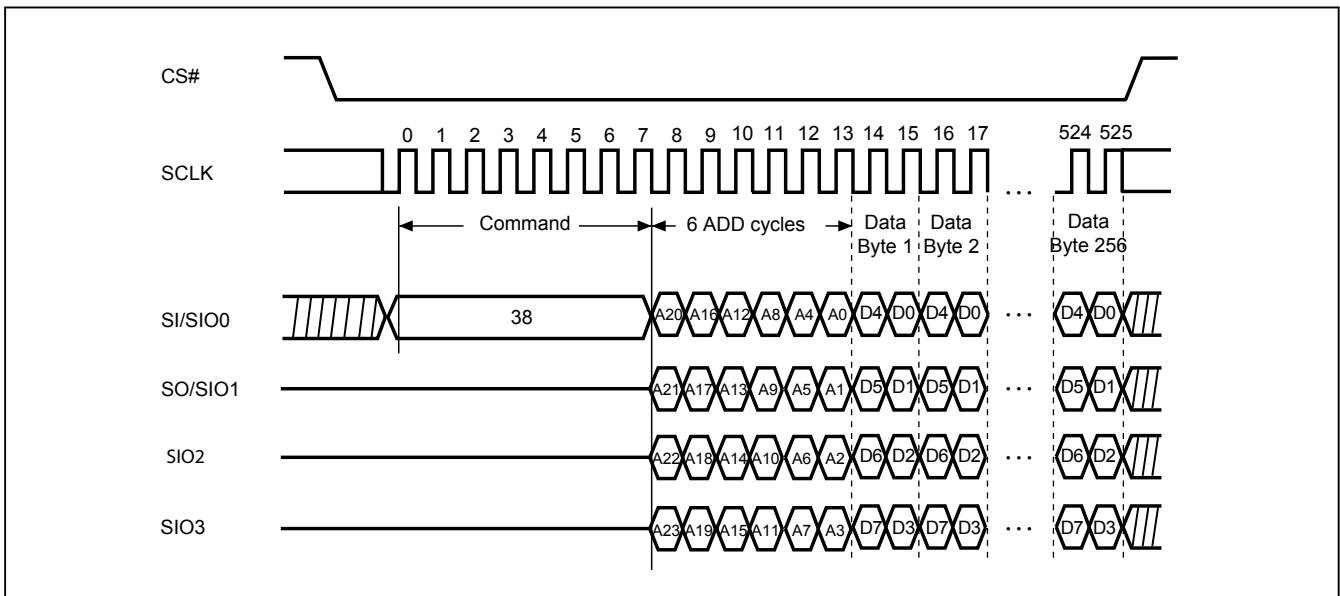 CS#
0 1 2 3 4 5 6 7 8 9 10 11 12 13 14 15 16 17 524 525
SCLK
...
Command 6 ADD cycles Data Byte 1 Data Byte 2 Data Byte 256
SI/SIO0 38 A20 A16 A12 A8 A4 A0 D4 D0 D4 D0 ... D4 D0
SO/SIO1 A21 A17 A13 A9 A5 A1 D5 D1 D5 D1 ... D5 D1
SIO2 A22 A18 A14 A10 A6 A2 D6 D2 D6 D2 ... D6 D2
SIO3 A23 A19 A15 A11 A7 A3 D7 D3 D7 D3 ... D7 D3